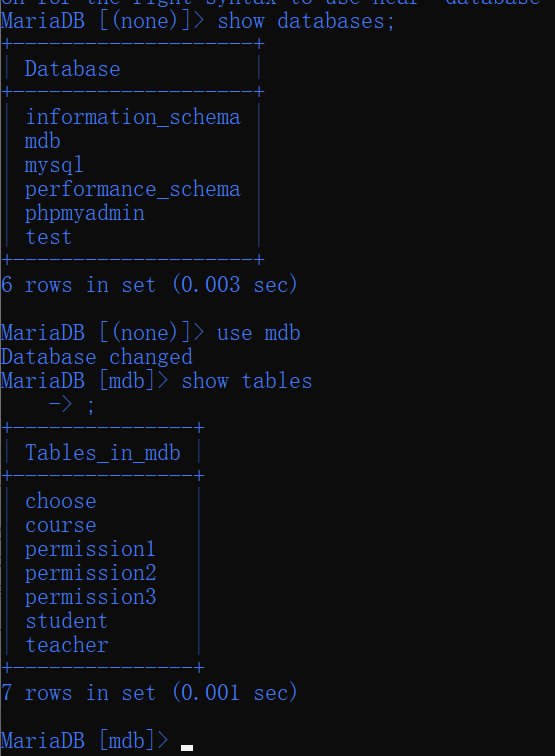 on for the right syntax to use near 'database
MariaDB [(none)]> show databases;
+--------------------+
| Database           |
+--------------------+
| information_schema |
| mdb                |
| mysql              |
| performance_schema |
| phpmyadmin         |
| test               |
+--------------------+
6 rows in set (0.003 sec)
MariaDB [(none)]> use mdb
Database changed
MariaDB [mdb]> show tables
    -> ;
+---------------+
| Tables_in_mdb |
+---------------+
| choose        |
| course        |
| permission1   |
| permission2   |
| permission3   |
| student       |
| teacher       |
+---------------+
7 rows in set (0.001 sec)
MariaDB [mdb]>